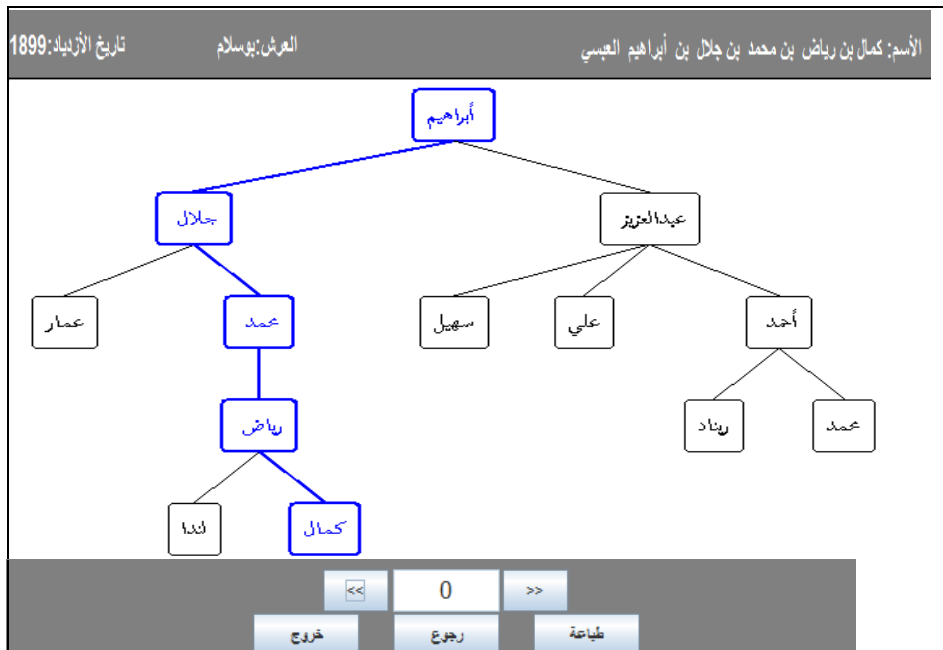 الأسم: كمال بن رياض بن محمد بن جلال بن أبراهيم العبسي العرش:بوسلام تاريخ الأزدياد:1899
أبراهيم
عبدالعزيز جلال
أحمد علي سهيل محمد عمار
محمد ريناد رياض
كمال لندا
<< 0 >>
طباعة رجوع خروج